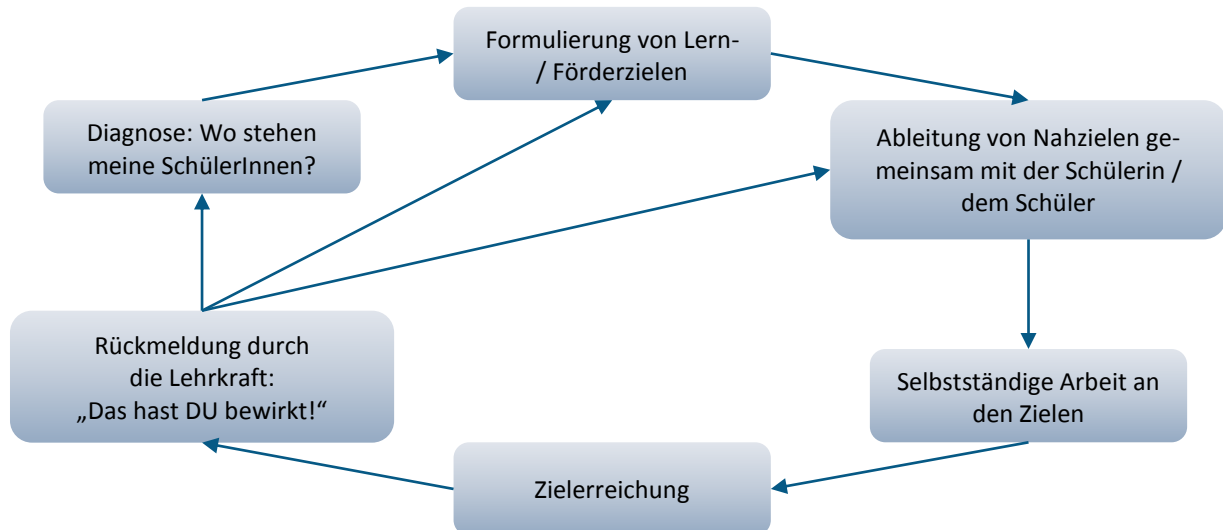 Formulierung von Lern-
/ Förderzielen
Diagnose: Wo stehen
meine SchülerInnen?
Ableitung von Nahzielen ge-
meinsam mit der Schülerin /
dem Schüler
Rückmeldung durch
die Lehrkraft:
„Das hast DU bewirkt!“
Selbstständige Arbeit an
den Zielen
Zielerreichung